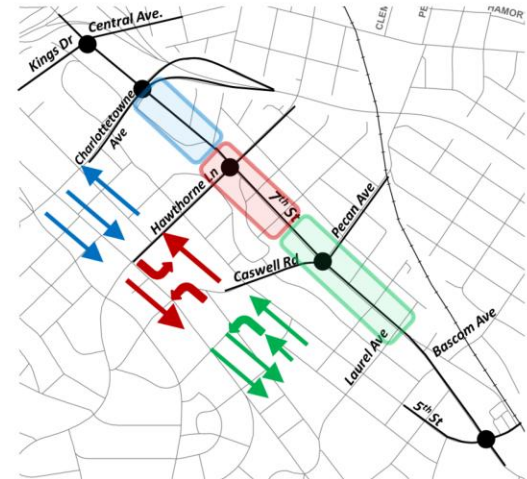 Central Ave.
Kings Dr
Charlottetowne
Ave
Hawthorne Ln
7th St
Pecan Ave
Caswell Rd
Laurel Ave
Bascom Ave
5th St